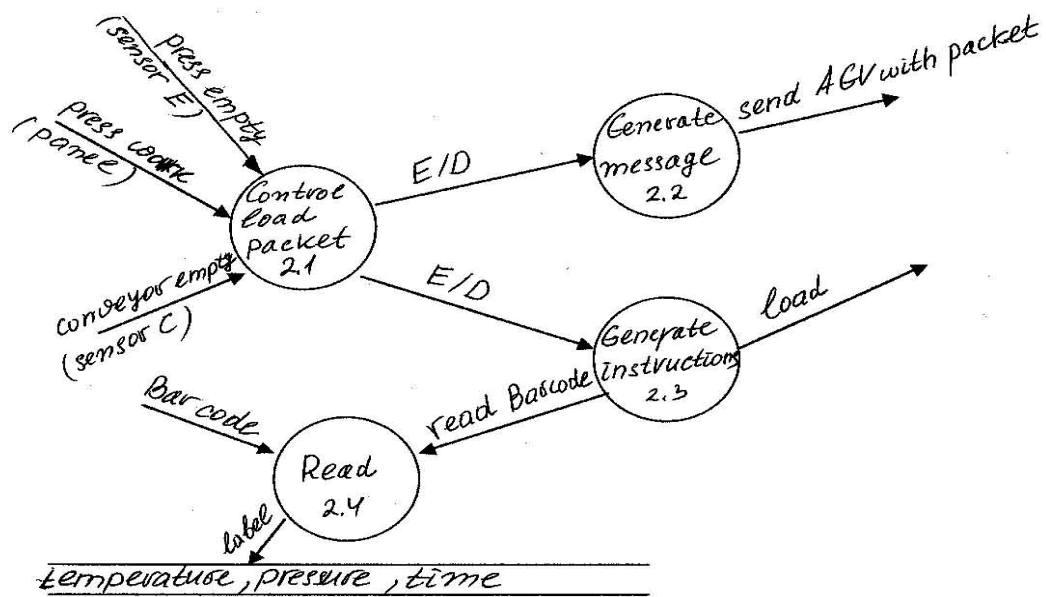 press empty
(sensor E)
press work
(panel)
conveyor empty
(sensor C)
Control
load
packet
2.1
E/D
E/D
Generate
message
2.2
send AGV with packet
Generate
instructions
2.3
load
read Barcode
Bar code
Read
2.4
label
temperature, pressure, time